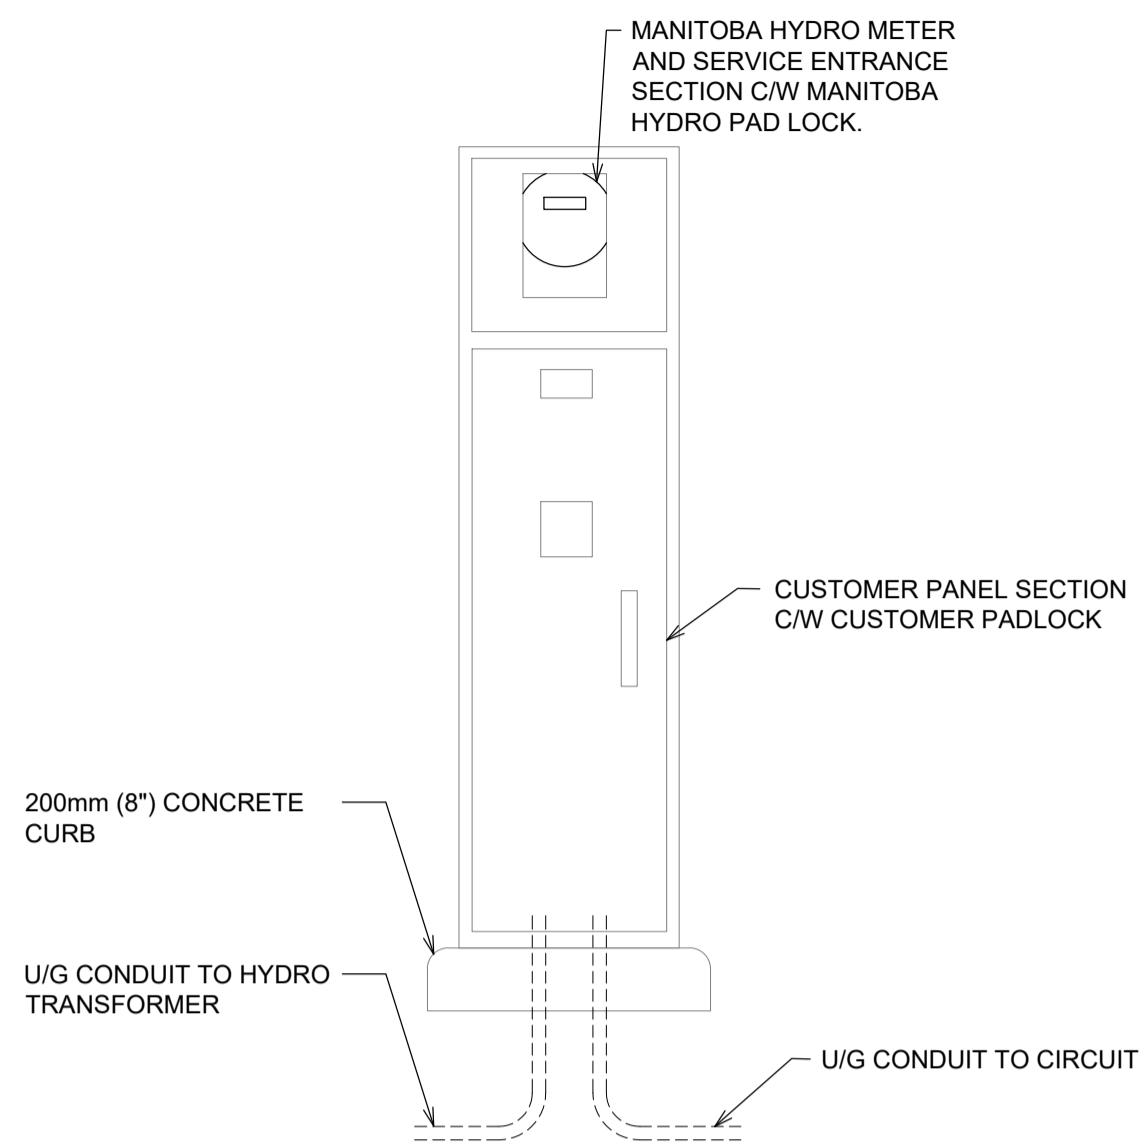 MANITOBA HYDRO METER
AND SERVICE ENTRANCE
SECTION C/W MANITOBA
HYDRO PAD LOCK.
CUSTOMER PANEL SECTION
C/W CUSTOMER PADLOCK
200mm (8") CONCRETE
CURB
U/G CONDUIT TO HYDRO
TRANSFORMER
U/G CONDUIT TO CIRCUIT